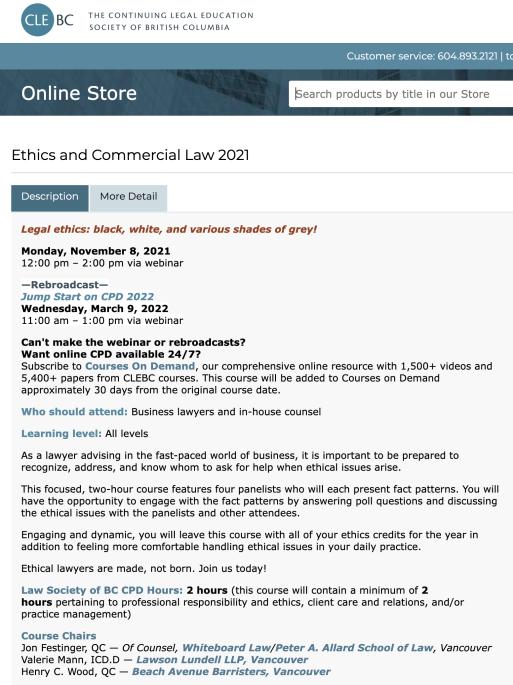 CLE BC THE CONTINUING LEGAL EDUCATION
SOCIETY OF BRITISH COLUMBIA
Customer service: 604.893.2121 | to
Online Store
Search products by title in our Store
Ethics and Commercial Law 2021
Description More Detail
Legal ethics: black, white, and various shades of grey!
Monday, November 8, 2021
12:00 pm – 2:00 pm via webinar
—Rebroadcast—
Jump Start on CPD 2022
Wednesday, March 9, 2022
11:00 am – 1:00 pm via webinar
Can't make the webinar or rebroadcasts?
Want online CPD available 24/7?
Subscribe to Courses On Demand, our comprehensive online resource with 1,500+ videos and
5,400+ papers from CLEBC courses. This course will be added to Courses on Demand
approximately 30 days from the original course date.
Who should attend: Business lawyers and in-house counsel
Learning level: All levels
As a lawyer advising in the fast-paced world of business, it is important to be prepared to
recognize, address, and know whom to ask for help when ethical issues arise.
This focused, two-hour course features four panelists who will each present fact patterns. You will
have the opportunity to engage with the fact patterns by answering poll questions and discussing
the ethical issues with the panelists and other attendees.
Engaging and dynamic, you will leave this course with all of your ethics credits for the year in
addition to feeling more comfortable handling ethical issues in your daily practice.
Ethical lawyers are made, not born. Join us today!
Law Society of BC CPD Hours: 2 hours (this course will contain a minimum of 2
hours pertaining to professional responsibility and ethics, client care and relations, and/or
practice management)
Course Chairs
Jon Festinger, QC — Of Counsel, Whiteboard Law/Peter A. Allard School of Law, Vancouver
Valerie Mann, ICD.D — Lawson Lundell LLP, Vancouver
Henry C. Wood, QC — Beach Avenue Barristers, Vancouver